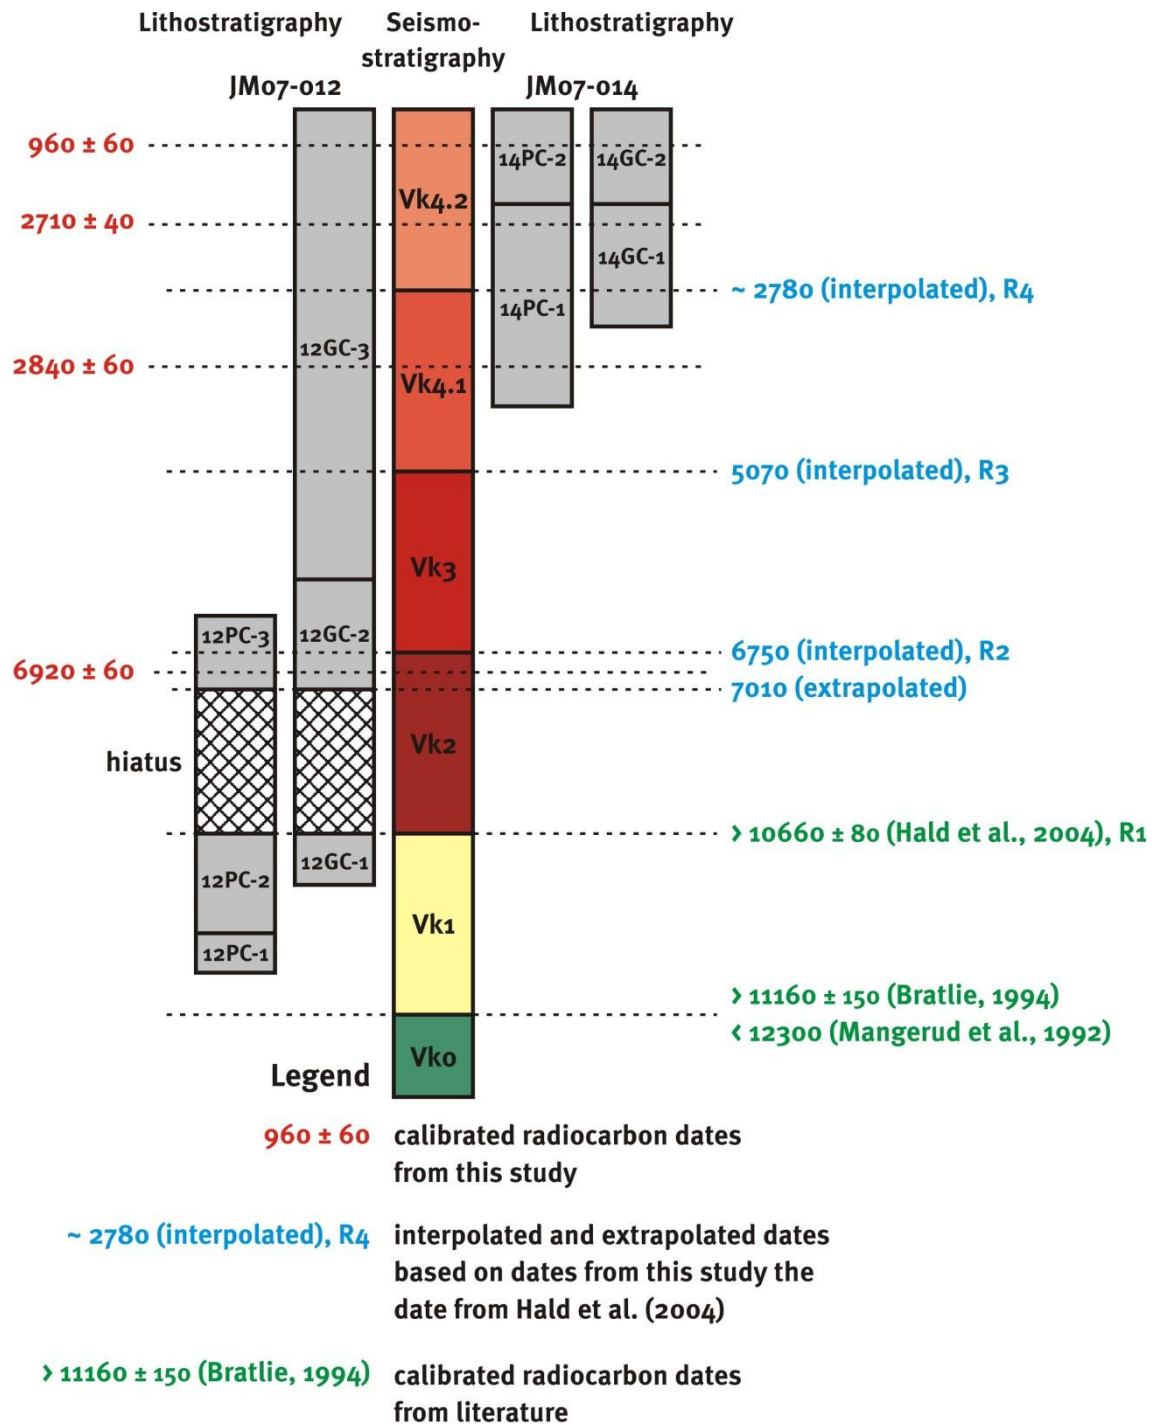 Lithostratigraphy
Seismo-
stratigraphy
Lithostratigraphy
JM07-012
JM07-014
960 ± 60
14PC-2
14GC-2
Vk4.2
2710 ± 40
14GC-1
~ 2780 (interpolated), R4
14PC-1
12GC-3
2840 ± 60
Vk4.1
5070 (interpolated), R3
Vk3
12PC-3
12GC-2
6750 (interpolated), R2
6920 ± 60
7010 (extrapolated)
Vk2
hiatus
> 10660 ± 80 (Hald et al., 2004), R1
12GC-1
12PC-2
Vk1
12PC-1
> 11160 ± 150 (Bratlie, 1994)
< 12300 (Mangerud et al., 1992)
Vk0
Legend
960 ± 60 calibrated radiocarbon dates
from this study
~ 2780 (interpolated), R4 interpolated and extrapolated dates
based on dates from this study the
date from Hald et al. (2004)
> 11160 ± 150 (Bratlie, 1994) calibrated radiocarbon dates
from literature